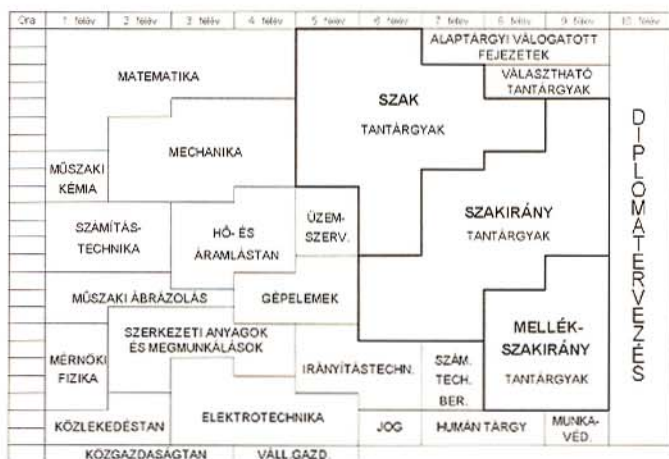 Óra 1. félév 2. félév 3. félév 4. félév 5. félév 6. félév 7. félév 8. félév 9. félév 10. félév
ALAPTÁRGYI VÁLOGATOTT
FEJEZETEK
MATEMATIKA
VÁLASZTHATÓ
TANTÁRGYAK
SZAK
TANTÁRGYAK
MECHANIKA
MŰSZAKI
KÉMIA
SZÁMÍTÁS-
TECHNIKA
HŐ- ÉS
ÁRAMLÁSTAN
ÜZEM-
SZERV.
SZAKIRÁNY
TANTÁRGYAK
MŰSZAKI ÁBRÁZOLÁS
GÉPELEMEK
SZERKEZETI ANYAGOK
ÉS MEGMUNKÁLÁSOK
MELLÉK-
SZAKIRÁNY
TANTÁRGYAK
MÉRNÖKI
FIZIKA
IRÁNYÍTÁSTECHN.
SZÁM.
TECH.
BER.
KÖZLEKEDÉSTAN
ELEKTROTECHNIKA
JOG
HUMÁN TÁRGY
MUNKA-
VÉD.
KÖZGAZDASÁGTAN
VÁLL.GAZD.
DIPLOMATERVEZÉS